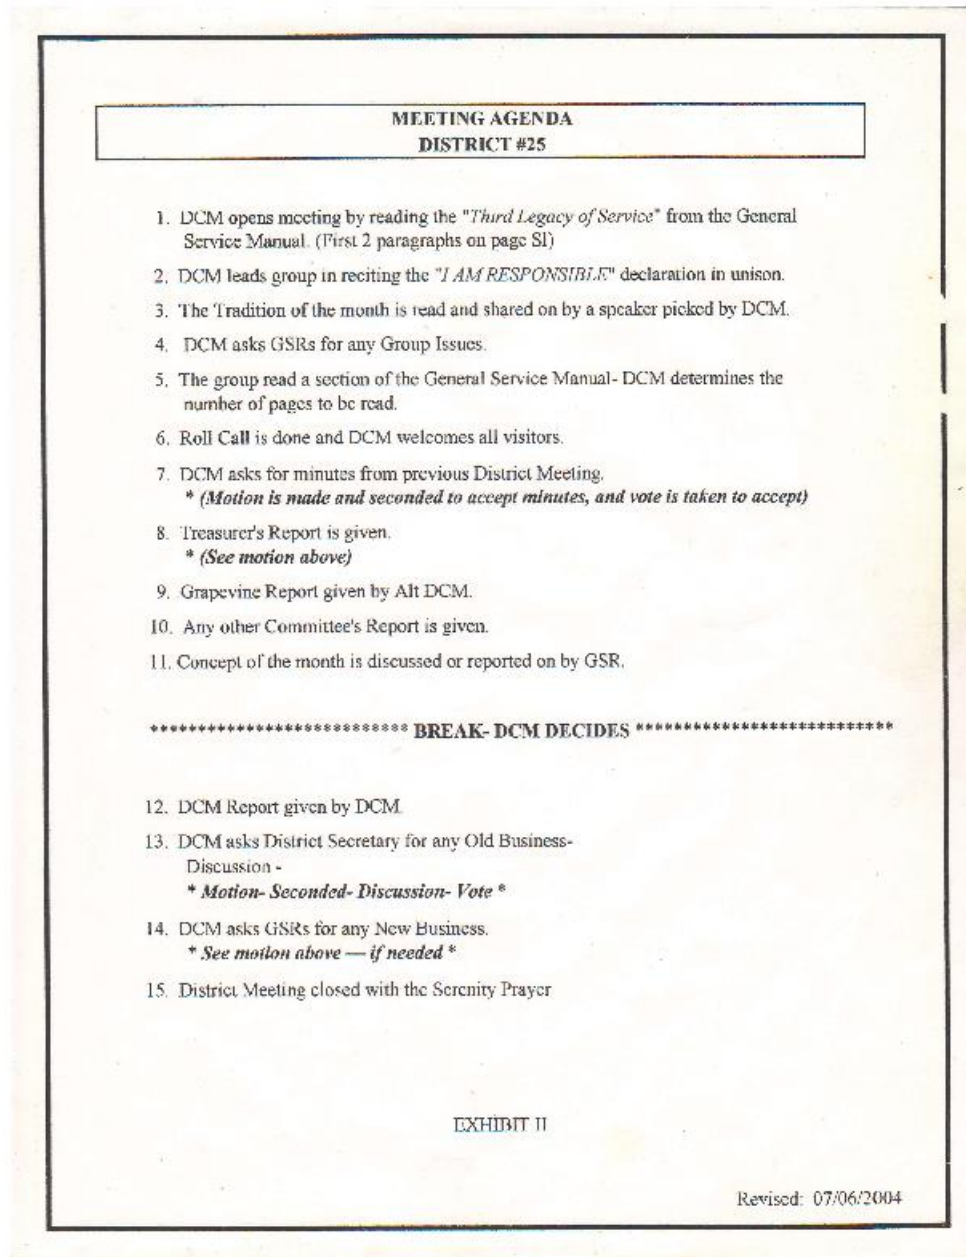 MEETING AGENDA
DISTRICT #25
1. DCM opens meeting by reading the "Third Legacy of Service" from the General
Service Manual. (First 2 paragraphs on page S1)
2. DCM leads group in reciting the "I AM RESPONSIBLE" declaration in unison.
3. The Tradition of the month is read and shared on by a speaker picked by DCM.
4. DCM asks GSRs for any Group Issues.
5. The group read a section of the General Service Manual- DCM determines the
number of pages to be read.
6. Roll Call is done and DCM welcomes all visitors.
7. DCM asks for minutes from previous District Meeting.
* (Motion is made and seconded to accept minutes, and vote is taken to accept)
8. Treasurer's Report is given.
* (See motion above)
9. Grapevine Report given by Alt DCM.
10. Any other Committee's Report is given.
11. Concept of the month is discussed or reported on by GSR.
*************************** BREAK- DCM DECIDES ***************************
12. DCM Report given by DCM.
13. DCM asks District Secretary for any Old Business-
Discussion -
* Motion- Seconded- Discussion- Vote *
14. DCM asks GSRs for any New Business.
* See motion above — if needed *
15. District Meeting closed with the Serenity Prayer
EXHIBIT II
Revised: 07/06/2004